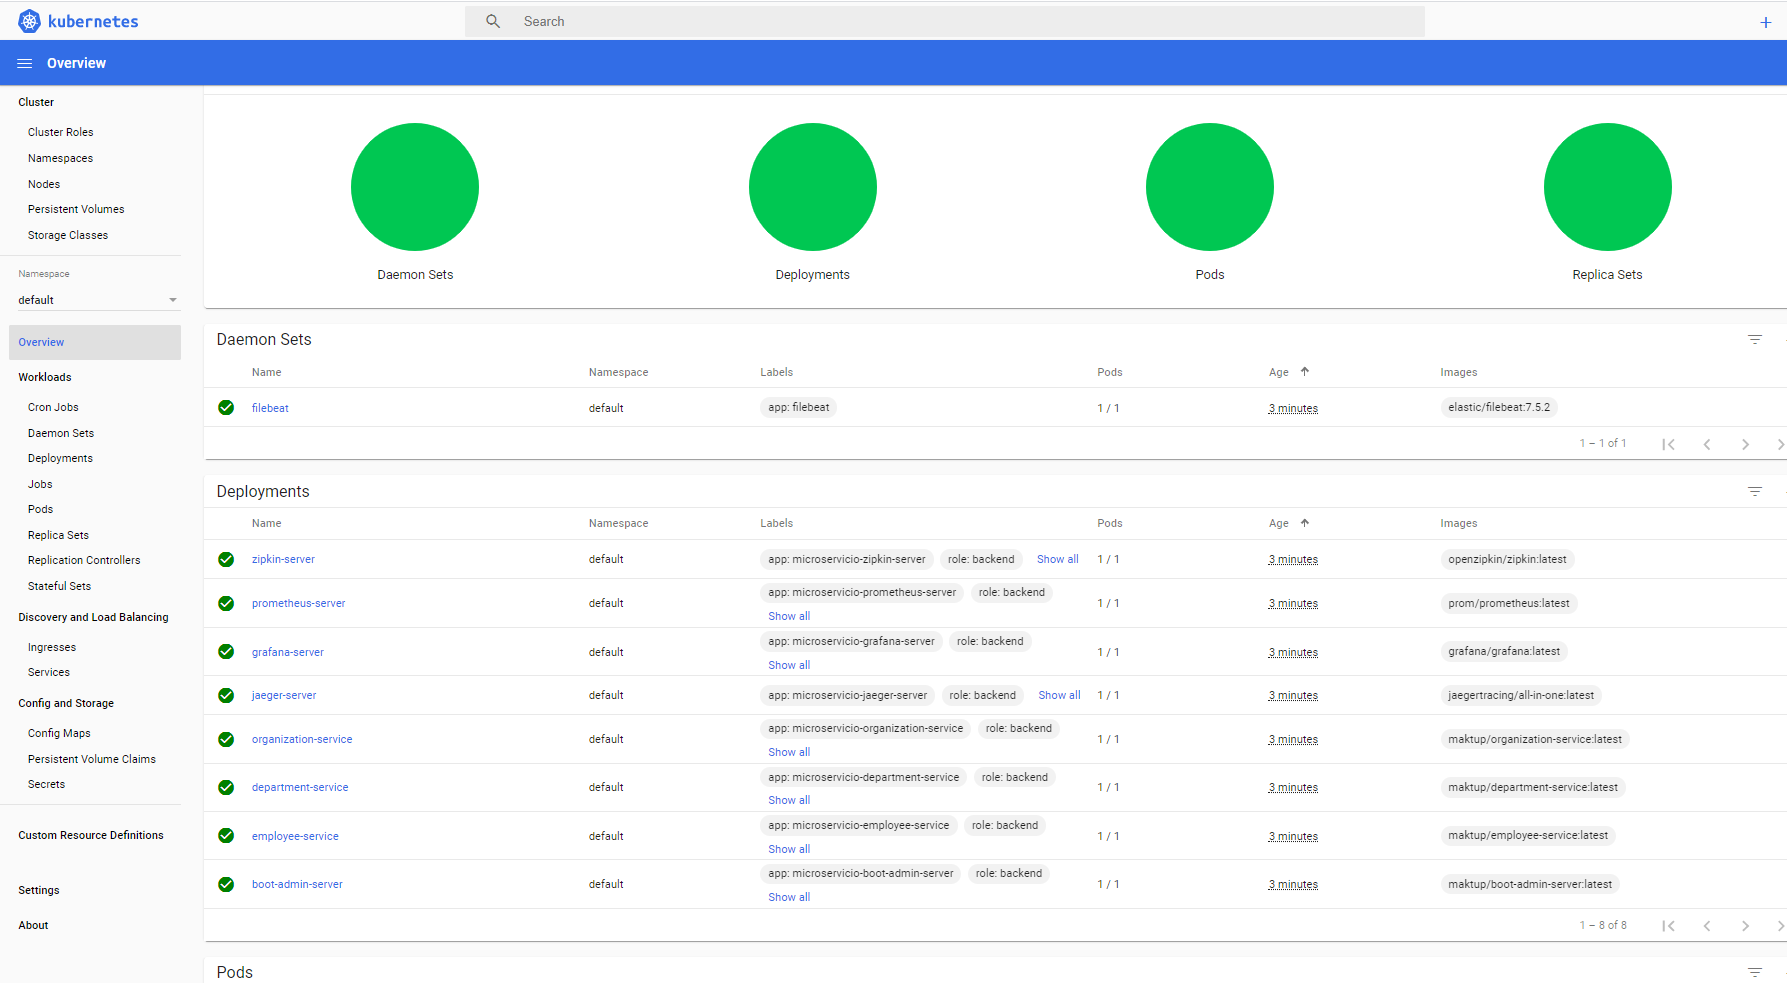 kubernetes
Search
Overview
Cluster
Cluster Roles
Namespaces
Nodes
Persistent Volumes
Storage Classes
Namespace
default
Overview
Workloads
Cron Jobs
Daemon Sets
Deployments
Jobs
Pods
Replica Sets
Replication Controllers
Stateful Sets
Discovery and Load Balancing
Ingresses
Services
Config and Storage
Config Maps
Persistent Volume Claims
Secrets
Custom Resource Definitions
Settings
About
Daemon Sets Deployments Pods Replica Sets
Daemon Sets
Name Namespace Labels Pods Age Images
filebeat default app: filebeat 1 / 1 3 minutes elastic/filebeat:7.5.2
1 – 1 of 1
Deployments
Name Namespace Labels Pods Age Images
zipkin-server default app: microservicio-zipkin-server role: backend Show all 1 / 1 3 minutes openzipkin/zipkin:latest
prometheus-server default app: microservicio-prometheus-server role: backend 1 / 1 3 minutes prom/prometheus:latest
Show all
grafana-server default app: microservicio-grafana-server role: backend 1 / 1 3 minutes grafana/grafana:latest
Show all
jaeger-server default app: microservicio-jaeger-server role: backend Show all 1 / 1 3 minutes jaegertracing/all-in-one:latest
organization-service default app: microservicio-organization-service role: backend 1 / 1 3 minutes maktup/organization-service:latest
Show all
department-service default app: microservicio-department-service role: backend 1 / 1 3 minutes maktup/department-service:latest
Show all
employee-service default app: microservicio-employee-service role: backend 1 / 1 3 minutes maktup/employee-service:latest
Show all
boot-admin-server default app: microservicio-boot-admin-server role: backend 1 / 1 3 minutes maktup/boot-admin-server:latest
Show all
1 – 8 of 8
Pods